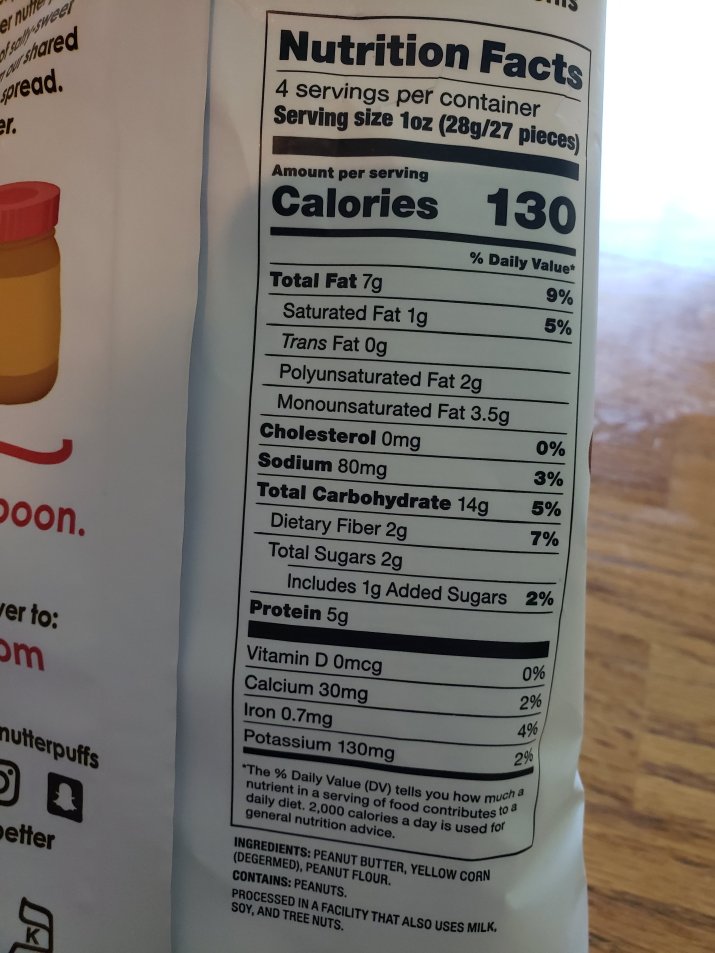 of salty-sweet
our shared
spread.
er.
poon.
ver to:
om
nutterpuffs
etter
K
Nutrition Facts
4 servings per container
Serving size 1oz (28g/27 pieces)
Amount per serving
Calories 130
% Daily Value*
Total Fat 7g 9%
Saturated Fat 1g 5%
Trans Fat 0g
Polyunsaturated Fat 2g
Monounsaturated Fat 3.5g
Cholesterol 0mg 0%
Sodium 80mg 3%
Total Carbohydrate 14g 5%
Dietary Fiber 2g 7%
Total Sugars 2g
Includes 1g Added Sugars 2%
Protein 5g
Vitamin D 0mcg 0%
Calcium 30mg 2%
Iron 0.7mg 4%
Potassium 130mg 2%
*The % Daily Value (DV) tells you how much a
nutrient in a serving of food contributes to a
daily diet. 2,000 calories a day is used for
general nutrition advice.
INGREDIENTS: PEANUT BUTTER, YELLOW CORN
(DEGERMED), PEANUT FLOUR.
CONTAINS: PEANUTS.
PROCESSED IN A FACILITY THAT ALSO USES MILK,
SOY, AND TREE NUTS.